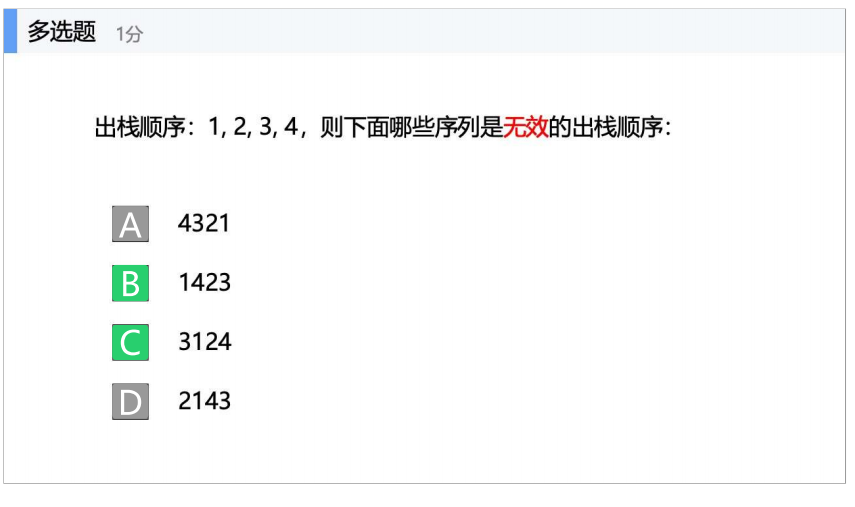 多选题 1分
出栈顺序：1, 2, 3, 4，则下面哪些序列是无效的出栈顺序：
A 4321
B 1423
C 3124
D 2143